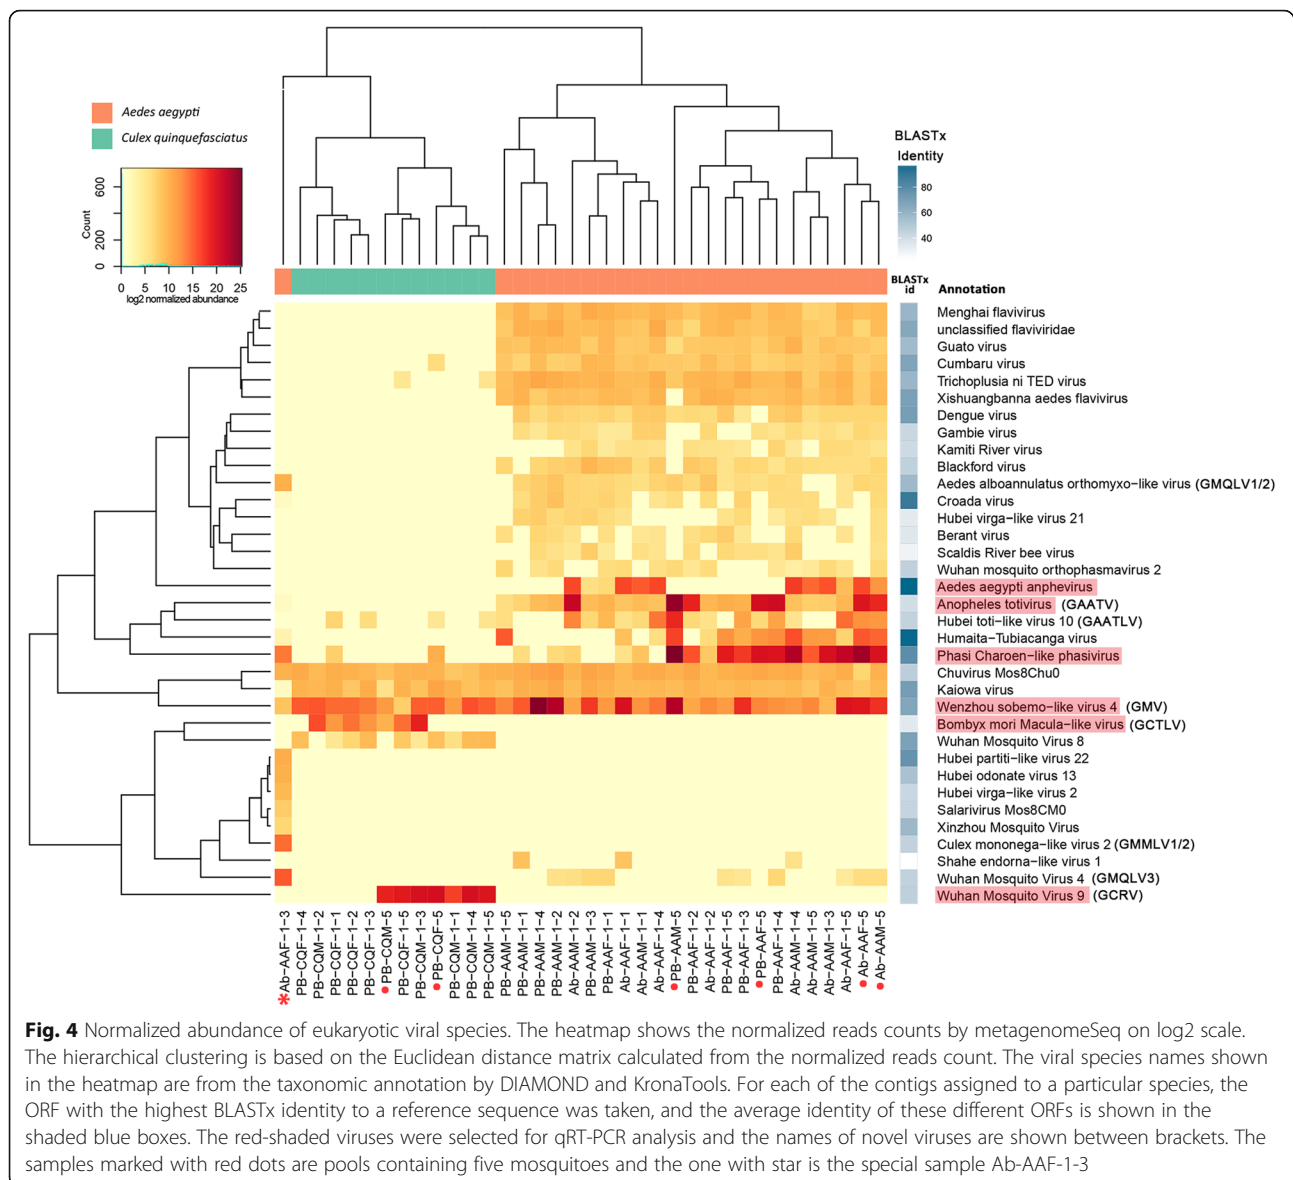 Aedes aegypti
Culex quinquefasciatus
Count
600
200
0
0 5 10 15 20 25
log2 normalized abundance
BLASTx
Identity
80
60
40
BLASTx
id
Annotation
Menghai flavivirus
unclassified flaviviridae
Guato virus
Cumbaru virus
Trichoplusia ni TED virus
Xishuangbanna aedes flavivirus
Dengue virus
Gambie virus
Kamiti River virus
Blackford virus
Aedes alboannulatus orthomyxo−like virus (GMQLV1/2)
Croada virus
Hubei virga−like virus 21
Berant virus
Scaldis River bee virus
Wuhan mosquito orthophasmavirus 2
Aedes aegypti anphevirus
Anopheles totivirus (GAATV)
Hubei toti−like virus 10 (GAATLV)
Humaita−Tubiacanga virus
Phasi Charoen−like phasivirus
Chuvirus Mos8Chu0
Kaiowa virus
Wenzhou sobemo−like virus 4 (GMV)
Bombyx mori Macula−like virus (GCTLV)
Wuhan Mosquito Virus 8
Hubei partiti−like virus 22
Hubei odonate virus 13
Hubei virga−like virus 2
Salarivirus Mos8CM0
Xinzhou Mosquito Virus
Culex mononega−like virus 2 (GMMLV1/2)
Shahe endorna−like virus 1
Wuhan Mosquito Virus 4 (GMQLV3)
Wuhan Mosquito Virus 9 (GCRV)
*Ab−AAF−1−3
PB−CQF−1−4
PB−CQM−1−2
PB−CQF−1−1
PB−CQF−1−2
PB−CQF−1−3
PB−CQM−5
PB−CQF−1−5
PB−CQM−1−3
PB−CQF−5
PB−CQM−1−1
PB−CQM−1−4
PB−CQM−1−5
PB−AAM−1−5
PB−AAM−1−1
PB−AAM−1−4
PB−AAM−1−2
Ab−AAM−1−2
PB−AAM−1−3
PB−AAF−1−1
Ab−AAF−1−1
Ab−AAM−1−1
Ab−AAF−1−4
PB−AAM−5
PB−AAF−1−2
Ab−AAF−1−2
PB−AAF−1−5
PB−AAF−1−3
PB−AAF−5
PB−AAF−1−4
Ab−AAM−1−4
Ab−AAM−1−5
Ab−AAM−1−3
Ab−AAF−1−5
Ab−AAF−5
Ab−AAM−5
Fig. 4 Normalized abundance of eukaryotic viral species. The heatmap shows the normalized reads counts by metagenomeSeq on log2 scale.
The hierarchical clustering is based on the Euclidean distance matrix calculated from the normalized reads count. The viral species names shown
in the heatmap are from the taxonomic annotation by DIAMOND and KronaTools. For each of the contigs assigned to a particular species, the
ORF with the highest BLASTx identity to a reference sequence was taken, and the average identity of these different ORFs is shown in the
shaded blue boxes. The red-shaded viruses were selected for qRT-PCR analysis and the names of novel viruses are shown between brackets. The
samples marked with red dots are pools containing five mosquitoes and the one with star is the special sample Ab-AAF-1-3